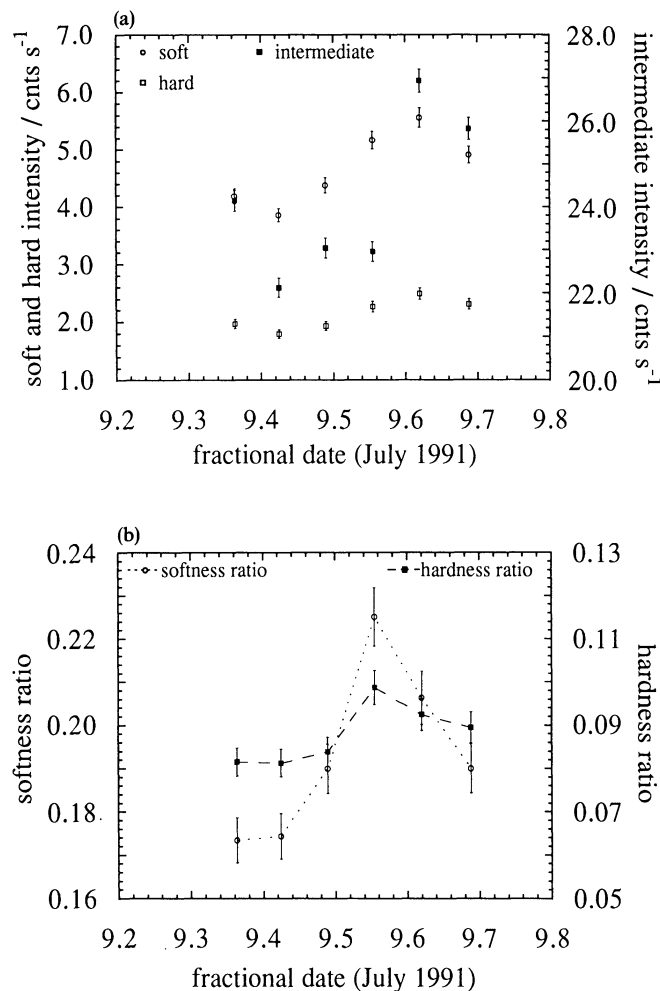 (a)
7.0
6.0
5.0
4.0
3.0
2.0
1.0
soft and hard intensity / cnts s-1
soft
intermediate
hard
28.0
26.0
24.0
22.0
20.0
intermediate intensity / cnts s-1
9.2 9.3 9.4 9.5 9.6 9.7 9.8
fractional date (July 1991)
(b)
0.24
0.22
0.20
0.18
0.16
softness ratio
softness ratio
hardness ratio
0.13
0.11
0.09
0.07
0.05
hardness ratio
9.2 9.3 9.4 9.5 9.6 9.7 9.8
fractional date (July 1991)